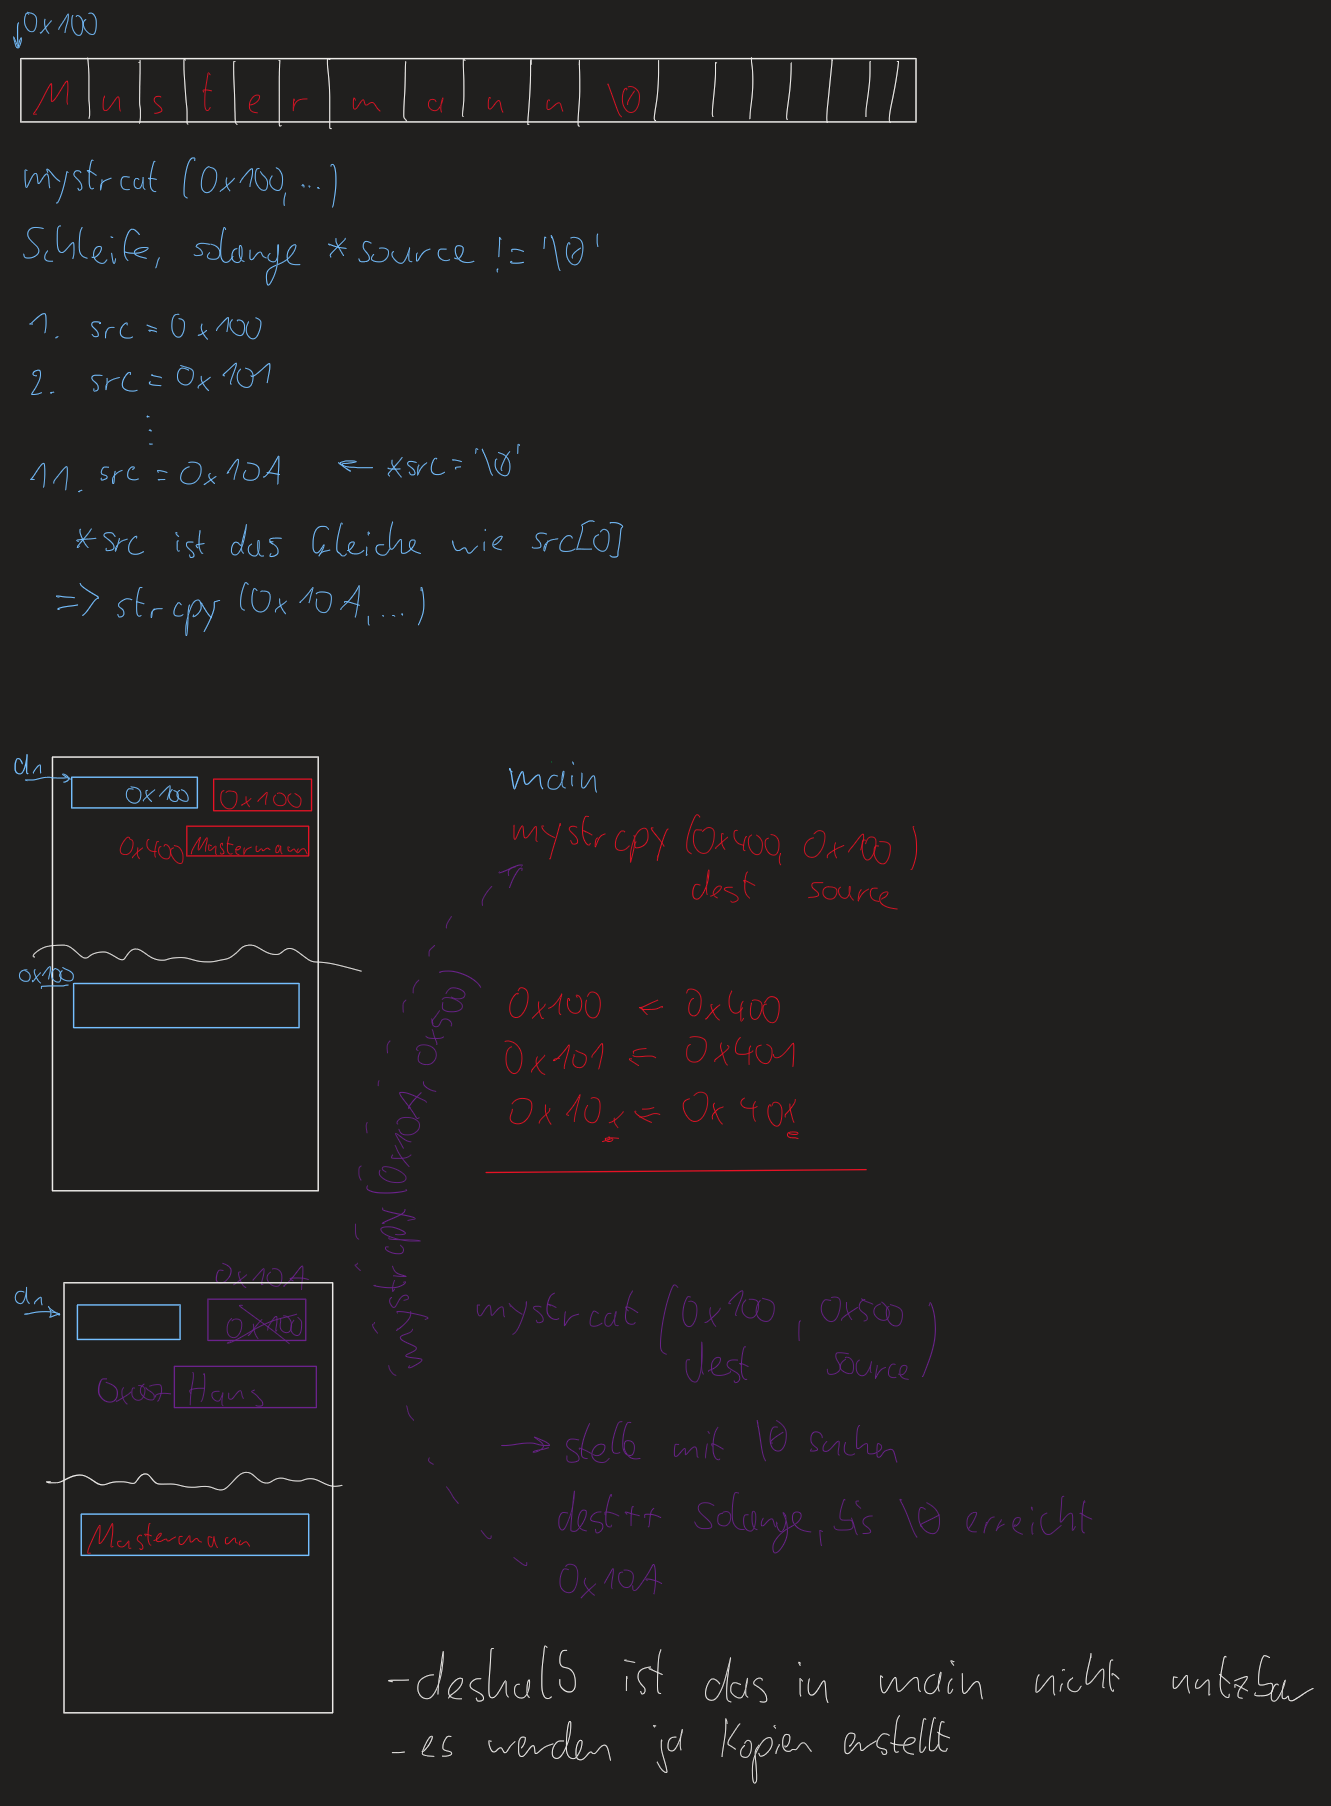 0x100
M u s t e r m a n n \0
mystrcat (0x100, ...)
Schleife, solange *source != '\0'
1. src = 0x100
2. src = 0x101
⋮
11. src = 0x10A ← *src = '\0'
*src ist das Gleiche wie src[0]
=> strcpy (0x10A, ...)
d1
0x100 0x100
0x400 Mustermann
0x100
main
mystrcpy (0x400, 0x100)
dest source
0x100 ← 0x400
0x101 ← 0x401
0x10x ← 0x40x
mystrcpy (0x10A, 0x500)
0x10A
d1
0x100
Hans
Mustermann
mystrcat (0x100, 0x500)
dest source
→ stelle mit \0 suchen
dest++ Solange, bis \0 erreicht
0x10A
- deshalb ist das in main nicht nutzbar
- es werden ja Kopien erstellt